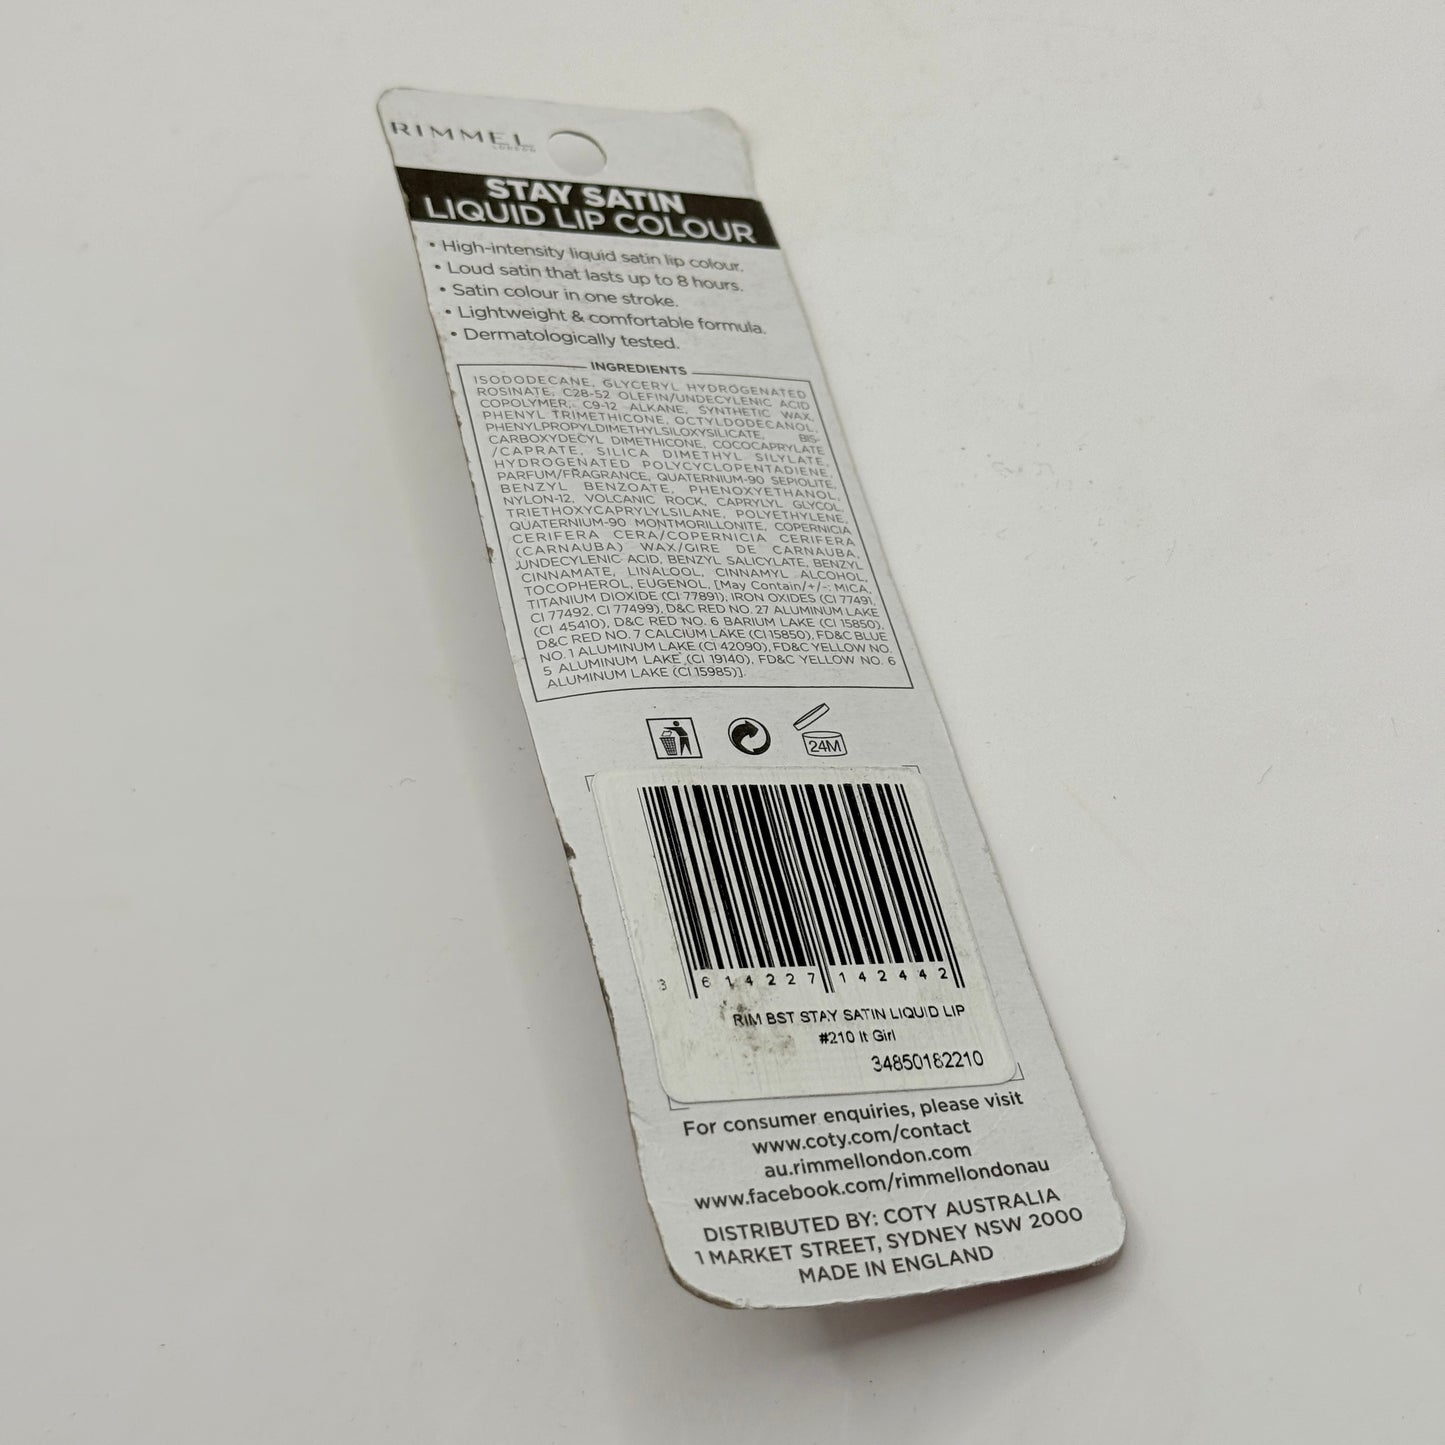 RIMMEL
LONDON
STAY SATIN
LIQUID LIP COLOUR
• High-intensity liquid satin lip colour.
• Loud satin that lasts up to 8 hours.
• Satin colour in one stroke.
• Lightweight & comfortable formula.
• Dermatologically tested.
INGREDIENTS
ISODODECANE, GLYCERYL HYDROGENATED
ROSINATE, C28-52 OLEFIN/UNDECYLENIC ACID
COPOLYMER, C9-12 ALKANE, SYNTHETIC WAX,
PHENYL TRIMETHICONE, OCTYLDODECANOL,
PHENYLPROPYLDIMETHYLSILOXYSILICATE, BIS-
CARBOXYDECYL DIMETHICONE, COCOCAPRYLATE
/CAPRATE, SILICA DIMETHYL SILYLATE,
HYDROGENATED POLYCYCLOPENTADIENE,
PARFUM/FRAGRANCE, QUATERNIUM-90 SEPIOLITE,
BENZYL BENZOATE, PHENOXYETHANOL,
NYLON-12, VOLCANIC ROCK, CAPRYLYL GLYCOL,
TRIETHOXYCAPRYLYLSILANE, POLYETHYLENE,
QUATERNIUM-90 MONTMORILLONITE, COPERNICIA
CERIFERA CERA/COPERNICIA CERIFERA
(CARNAUBA) WAX/CIRE DE CARNAUBA,
UNDECYLENIC ACID, BENZYL SALICYLATE, BENZYL
CINNAMATE, LINALOOL, CINNAMYL ALCOHOL,
TOCOPHEROL, EUGENOL, [May Contain/+/-: MICA,
TITANIUM DIOXIDE (CI 77891), IRON OXIDES (CI 77491,
CI 77492, CI 77499), D&C RED NO. 27 ALUMINUM LAKE
(CI 45410), D&C RED NO. 6 BARIUM LAKE (CI 15850),
D&C RED NO. 7 CALCIUM LAKE (CI 15850), FD&C BLUE
NO. 1 ALUMINUM LAKE (CI 42090), FD&C YELLOW NO.
5 ALUMINUM LAKE (CI 19140), FD&C YELLOW NO. 6
ALUMINUM LAKE (CI 15985)].
24M
3 614227 142442
RIM BST STAY SATIN LIQUID LIP
#210 It Girl
34850182210
For consumer enquiries, please visit
www.coty.com/contact
au.rimmellondon.com
www.facebook.com/rimmellondonau
DISTRIBUTED BY: COTY AUSTRALIA
1 MARKET STREET, SYDNEY NSW 2000
MADE IN ENGLAND